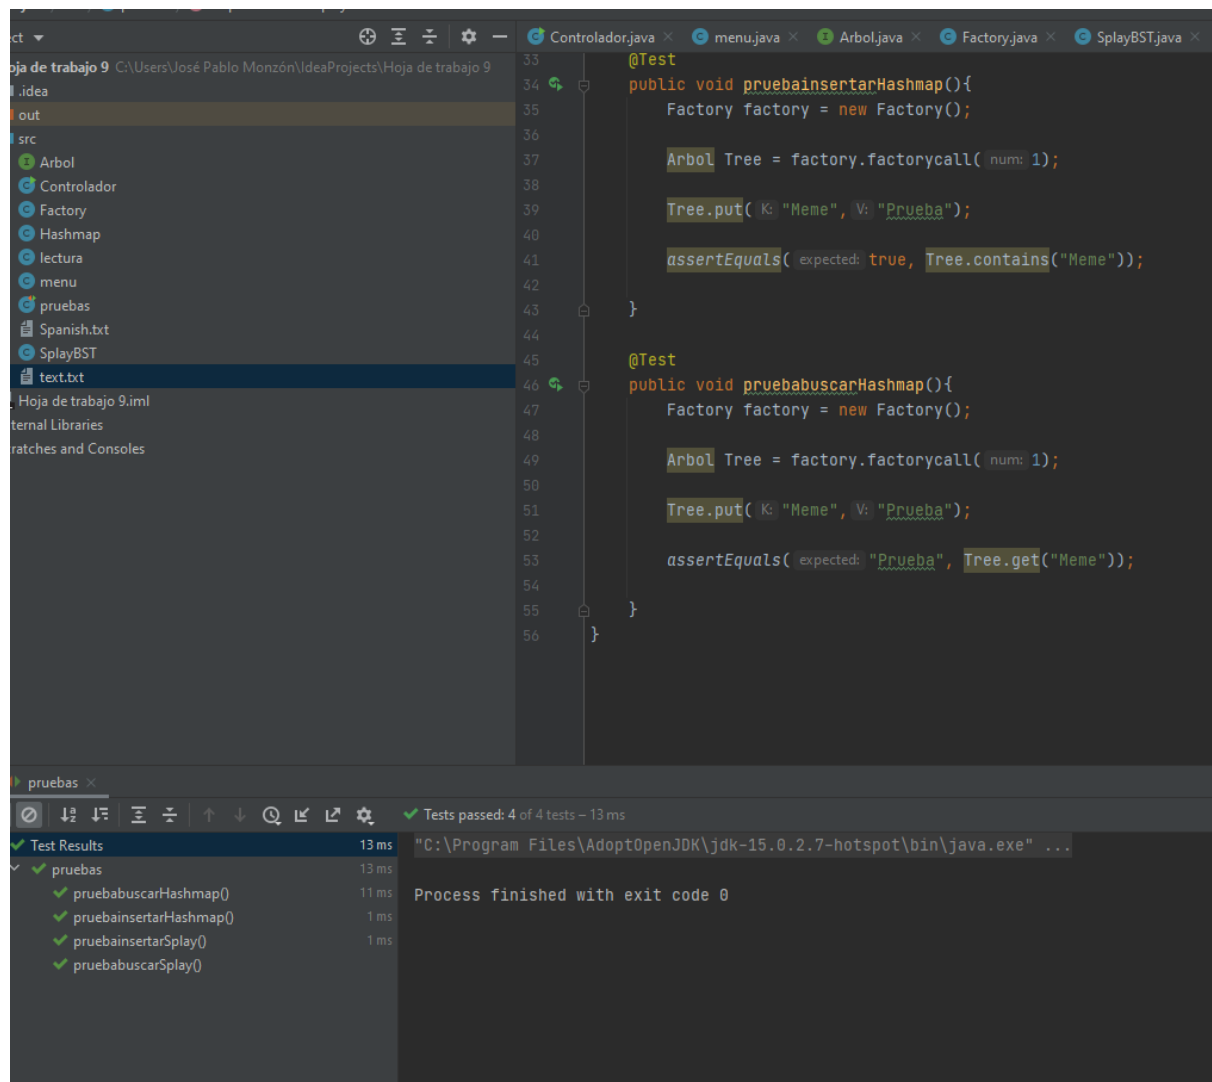 ect
Controlador.java
menu.java
Arbol.java
Factory.java
SplayBST.java
oja de trabajo 9 C:\Users\José Pablo Monzón\IdeaProjects\Hoja de trabajo 9
.idea
out
src
Arbol
Controlador
Factory
Hashmap
lectura
menu
pruebas
Spanish.txt
SplayBST
text.txt
Hoja de trabajo 9.iml
ternal Libraries
ratches and Consoles
33 @Test
34 public void pruebainsertarHashmap(){
35 Factory factory = new Factory();
36
37 Arbol Tree = factory.factorycall( num: 1);
38
39 Tree.put( K: "Meme", V: "Prueba");
40
41 assertEquals( expected: true, Tree.contains("Meme"));
42
43 }
44
45 @Test
46 public void pruebabuscarHashmap(){
47 Factory factory = new Factory();
48
49 Arbol Tree = factory.factorycall( num: 1);
50
51 Tree.put( K: "Meme", V: "Prueba");
52
53 assertEquals( expected: "Prueba", Tree.get("Meme"));
54
55 }
56 }
pruebas
Tests passed: 4 of 4 tests – 13 ms
Test Results 13 ms
pruebas 13 ms
pruebabuscarHashmap() 11 ms
pruebainsertarHashmap() 1 ms
pruebainsertarSplay() 1 ms
pruebabuscarSplay()
"C:\Program Files\AdoptOpenJDK\jdk-15.0.2.7-hotspot\bin\java.exe" ...
Process finished with exit code 0